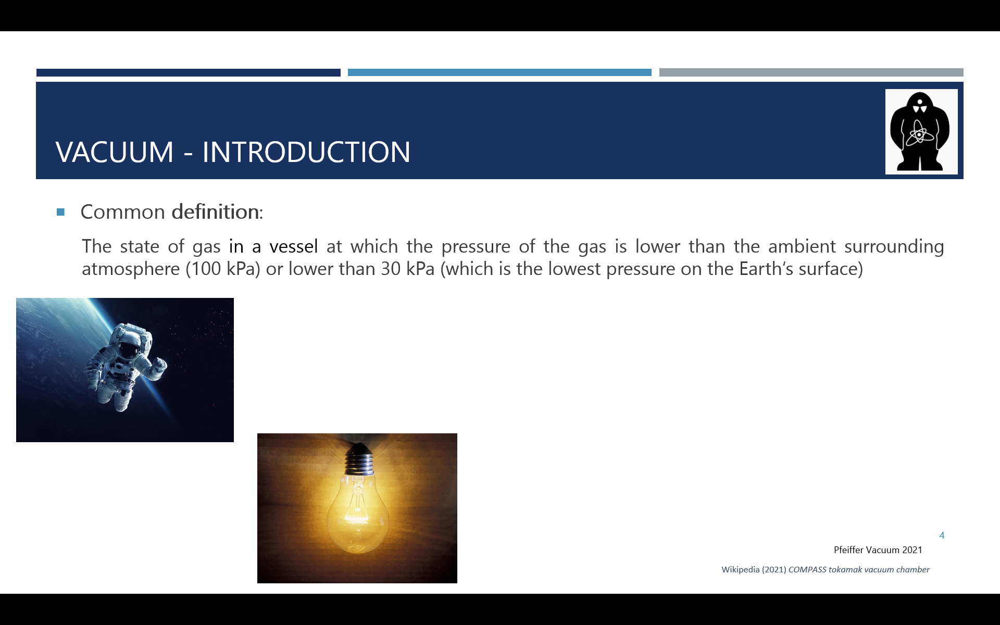 VACUUM - INTRODUCTION
Common definition:
The state of gas in a vessel at which the pressure of the gas is lower than the ambient surrounding
atmosphere (100 kPa) or lower than 30 kPa (which is the lowest pressure on the Earth‘s surface)
4
Pfeiffer Vacuum 2021
Wikipedia (2021) COMPASS tokamak vacuum chamber